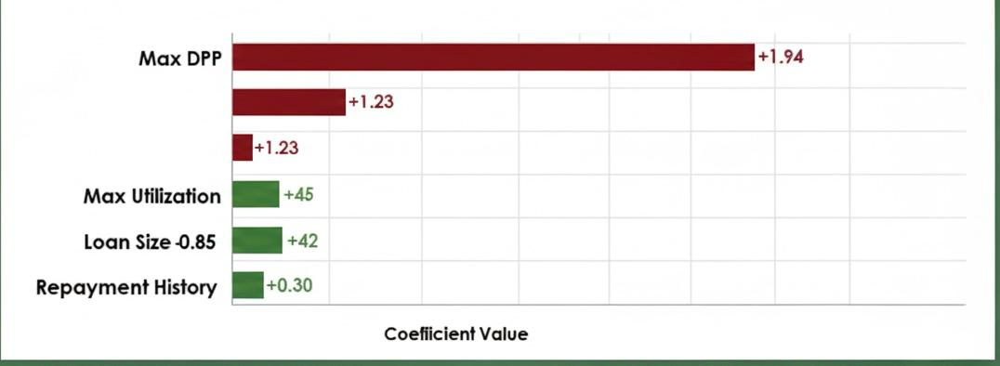 Max DPP +1.94
+1.23
+1.23
Max Utilization +45
Loan Size -0.85 +42
Repayment History +0.30
Coefiicient Value